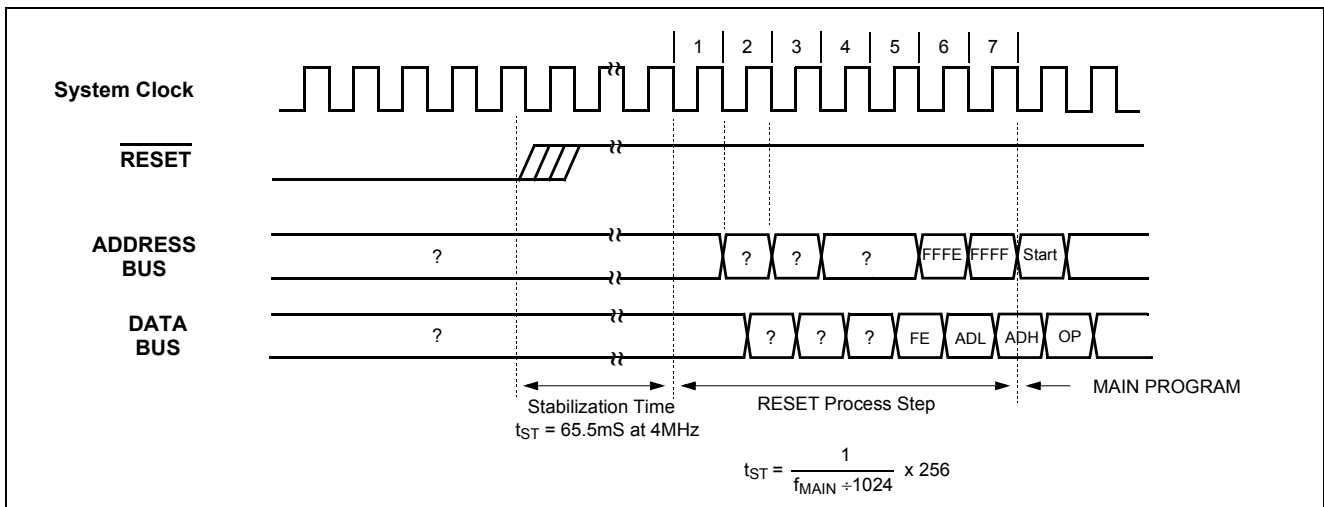 1 2 3 4 5 6 7
System Clock
RESET
ADDRESS
BUS
? ? ? ? FFFE FFFF Start
DATA
BUS
? ? ? ? FE ADL ADH OP
MAIN PROGRAM
Stabilization Time
tST = 65.5mS at 4MHz
RESET Process Step
tST = 1
fMAIN ÷1024 x 256